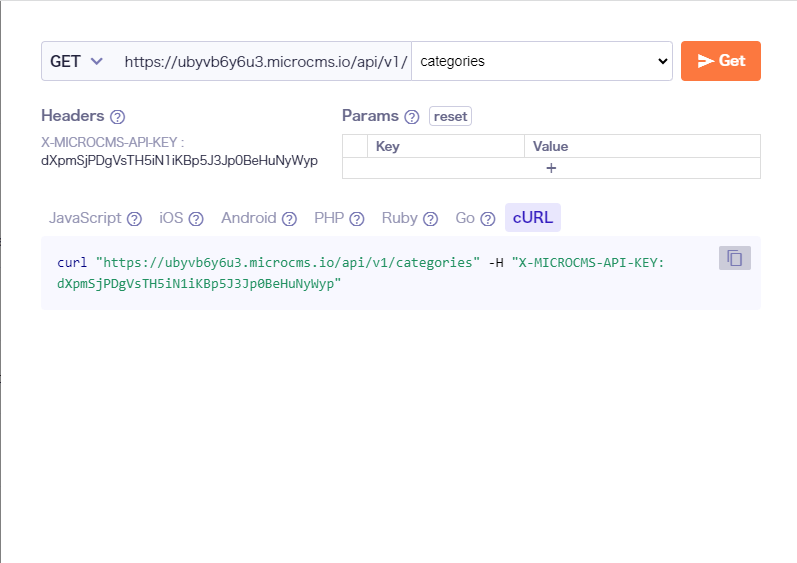 GET https://ubyvb6y6u3.microcms.io/api/v1/ categories Get
Headers ? Params ? reset
X-MICROCMS-API-KEY :
dXpmSjPDgVsTH5iN1iKBp5J3Jp0BeHuNyWyp
Key Value
+
JavaScript ? iOS ? Android ? PHP ? Ruby ? Go ? cURL
curl "https://ubyvb6y6u3.microcms.io/api/v1/categories" -H "X-MICROCMS-API-KEY:
dXpmSjPDgVsTH5iN1iKBp5J3Jp0BeHuNyWyp"